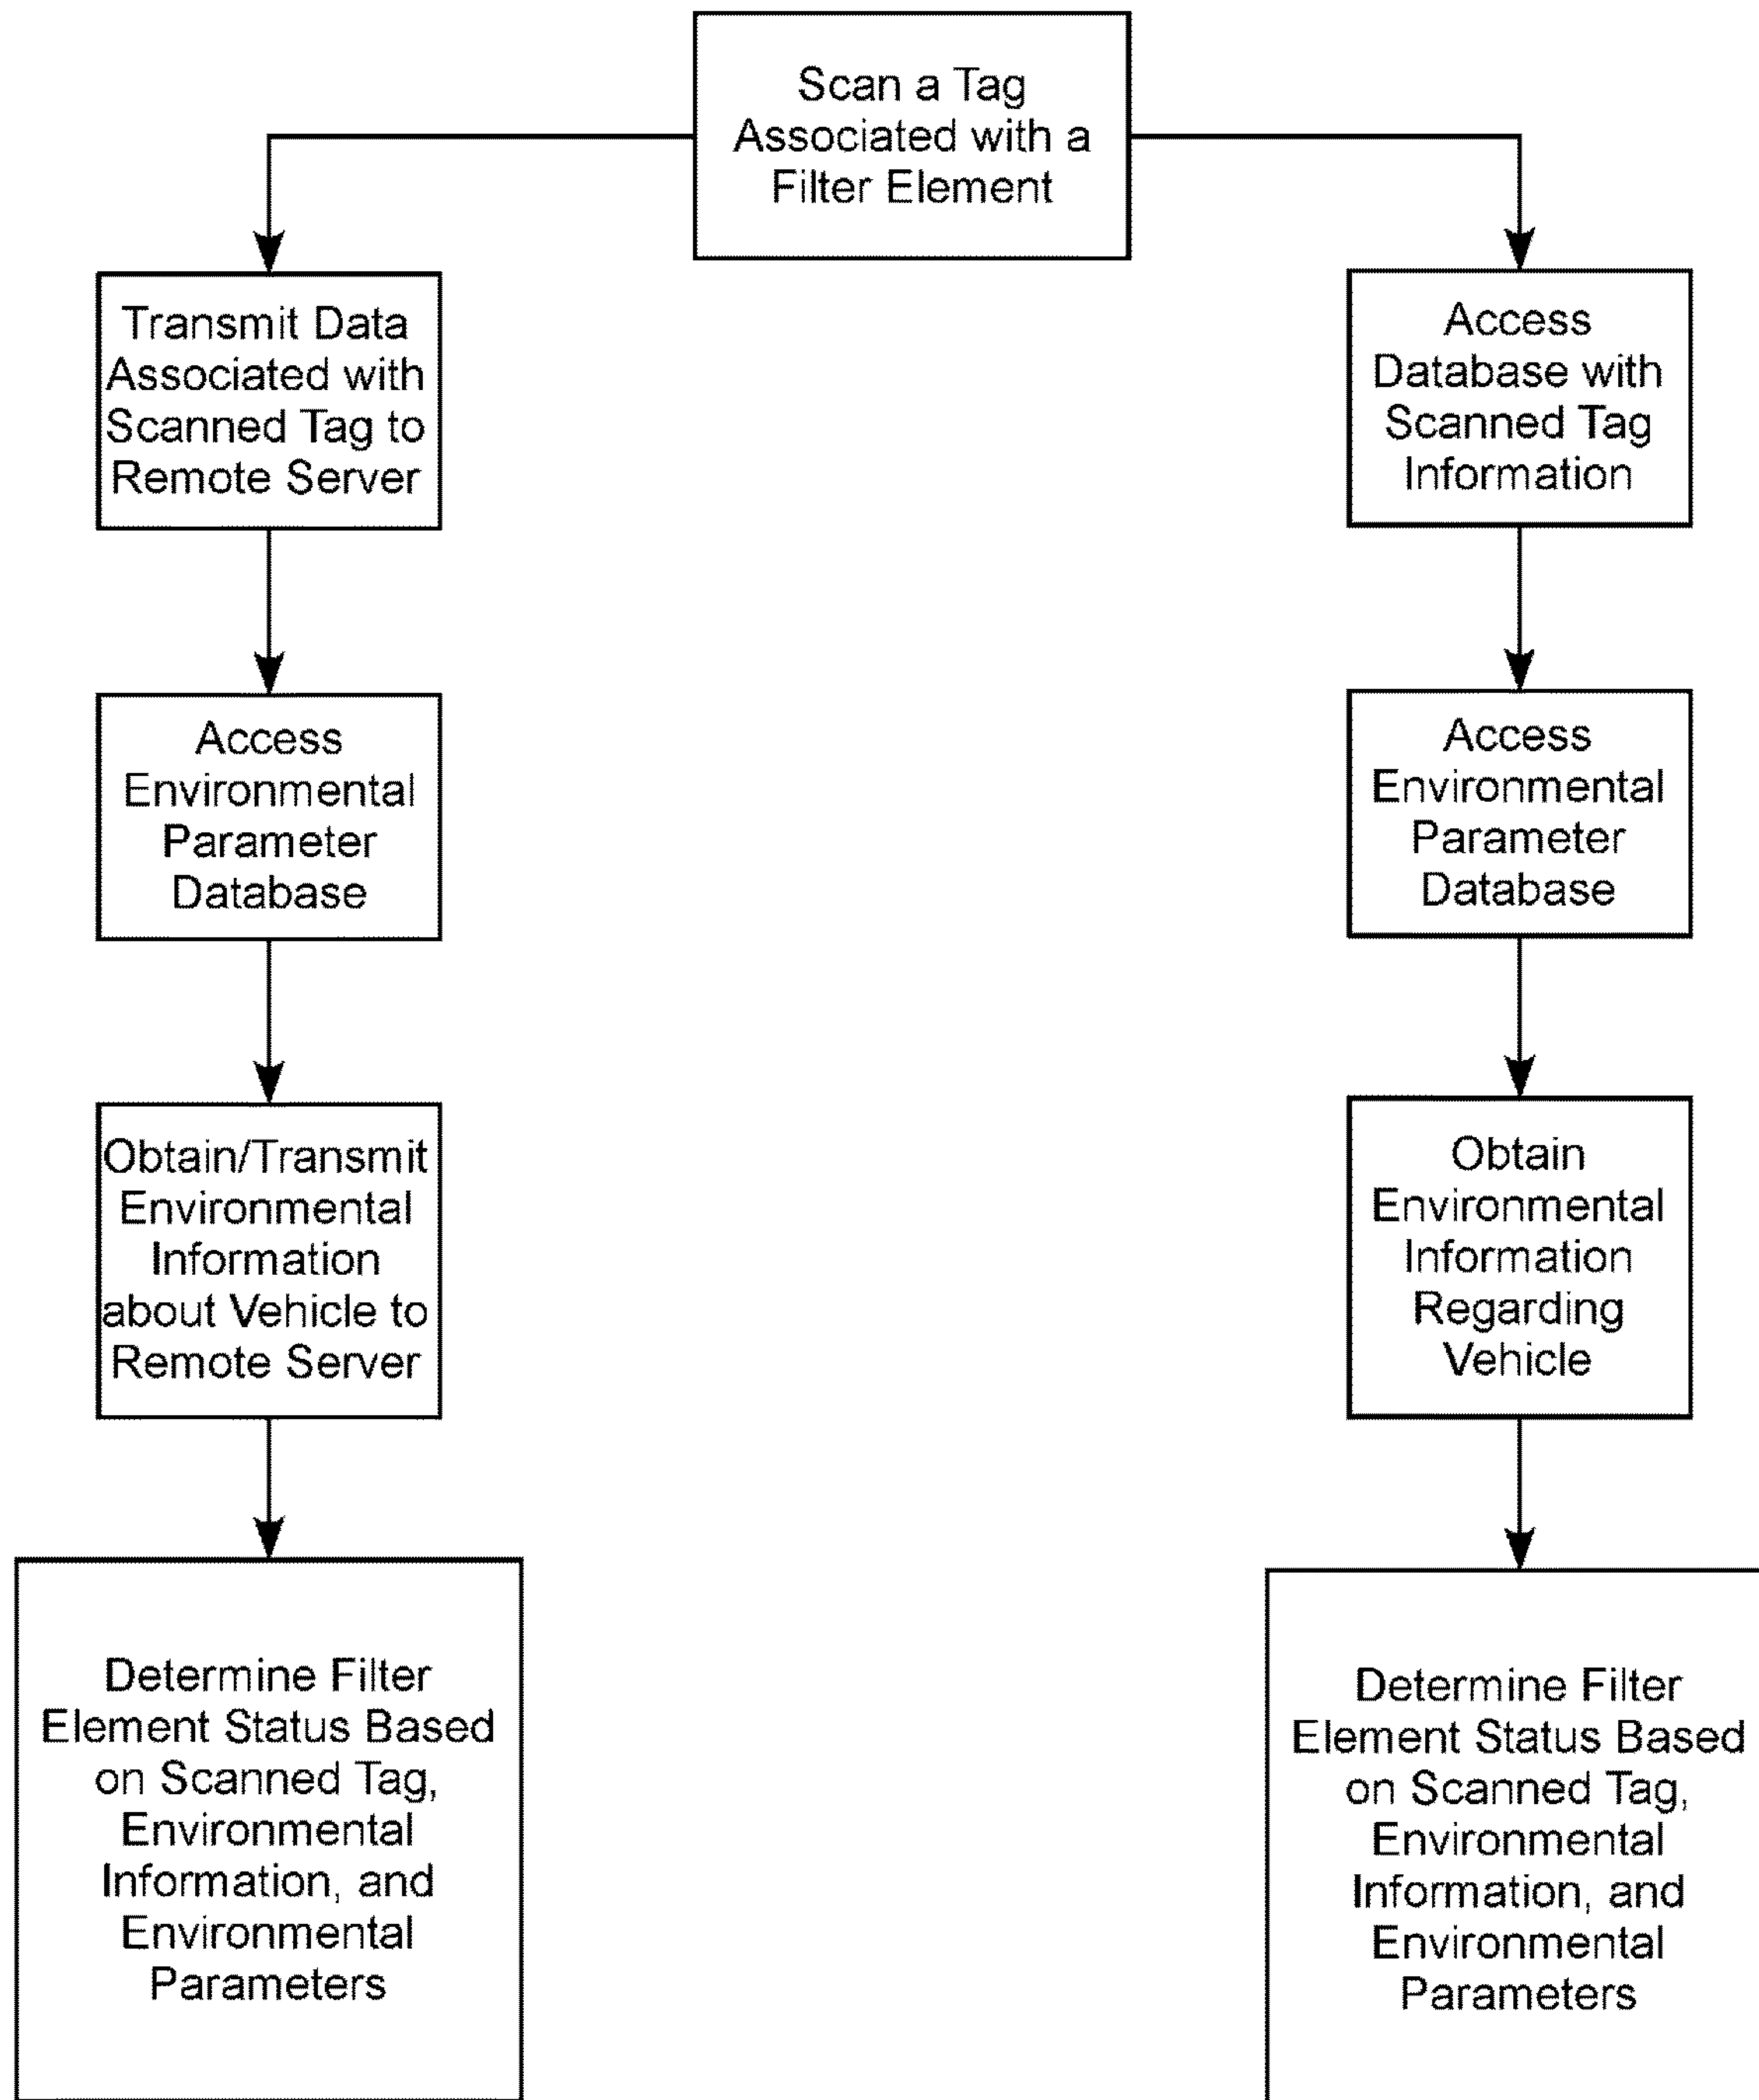 Scan a Tag
Associated with a
Filter Element
Transmit Data
Associated with
Scanned Tag to
Remote Server
Access
Environmental
Parameter
Database
Obtain/Transmit
Environmental
Information
about Vehicle to
Remote Server
Determine Filter
Element Status Based
on Scanned Tag,
Environmental
Information, and
Environmental
Parameters
Access
Database with
Scanned Tag
Information
Access
Environmental
Parameter
Database
Obtain
Environmental
Information
Regarding
Vehicle
Determine Filter
Element Status Based
on Scanned Tag,
Environmental
Information, and
Environmental
Parameters